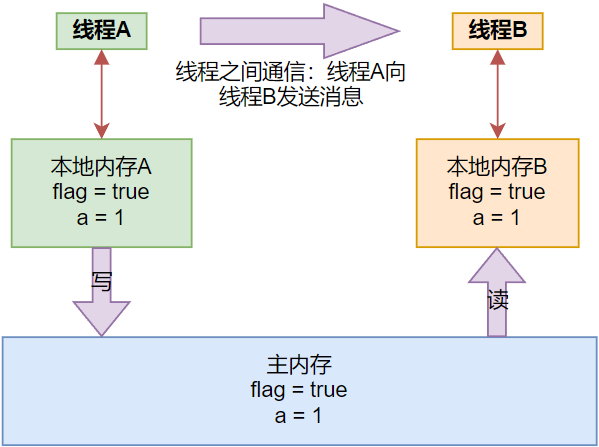 线程A
线程B
线程之间通信：线程A向
线程B发送消息
本地内存A
flag = true
a = 1
本地内存B
flag = true
a = 1
写
读
主内存
flag = true
a = 1